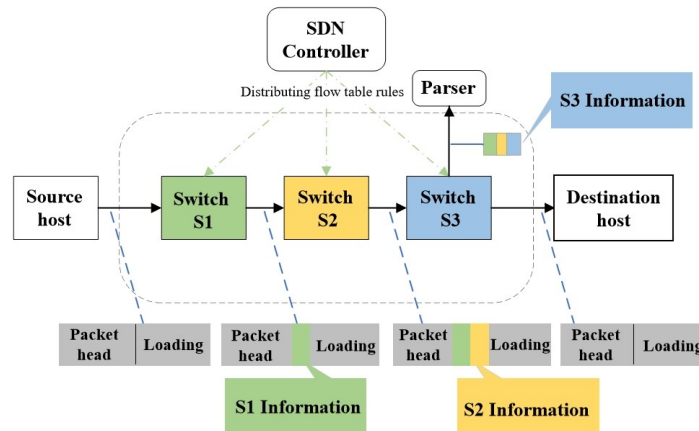 SDN
Controller
Distributing flow table rules
Parser
S3 Information
Source
host
Switch
S1
Switch
S2
Switch
S3
Destination
host
Packet
head
Loading
Packet
head
Loading
Packet
head
Loading
Packet
head
Loading
S1 Information
S2 Information